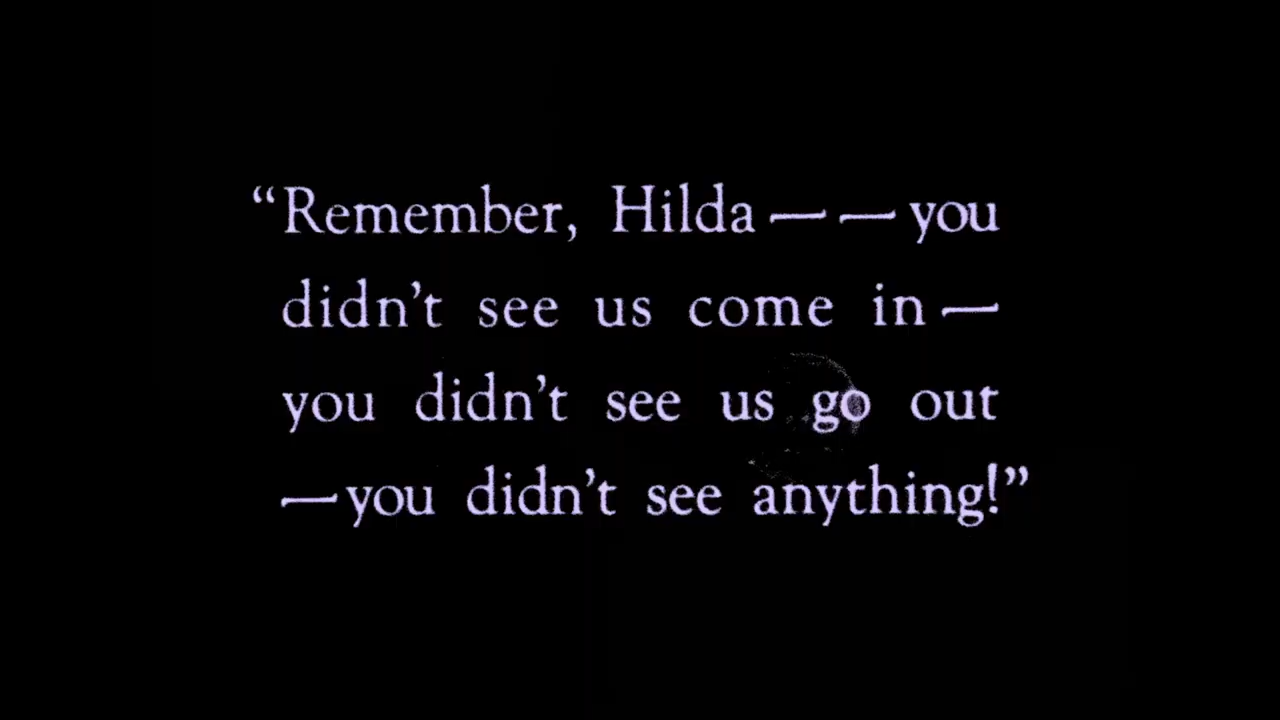 “Remember, Hilda — — you
didn’t see us come in —
you didn’t see us go out
—you didn’t see anything!”